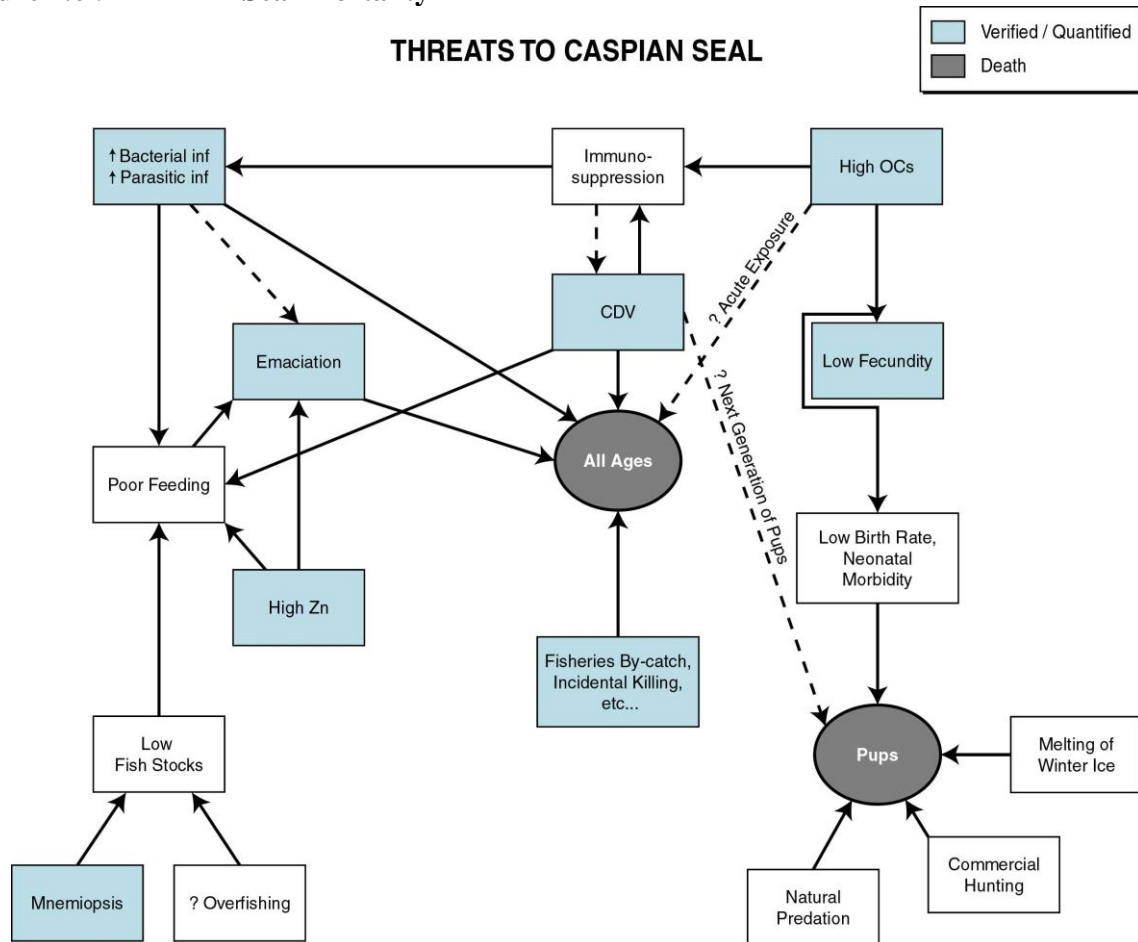 THREATS TO CASPIAN SEAL
Verified / Quantified
Death
↑ Bacterial inf
↑ Parasitic inf
Immuno-
suppression
High OCs
? Acute Exposure
CDV
Emaciation
Low Fecundity
? Next Generation of Pups
All Ages
Poor Feeding
Low Birth Rate,
Neonatal
Morbidity
High Zn
Fisheries By-catch,
Incidental Killing,
etc...
Low
Fish Stocks
Pups
Melting of
Winter Ice
Mnemiopsis
? Overfishing
Natural
Predation
Commercial
Hunting